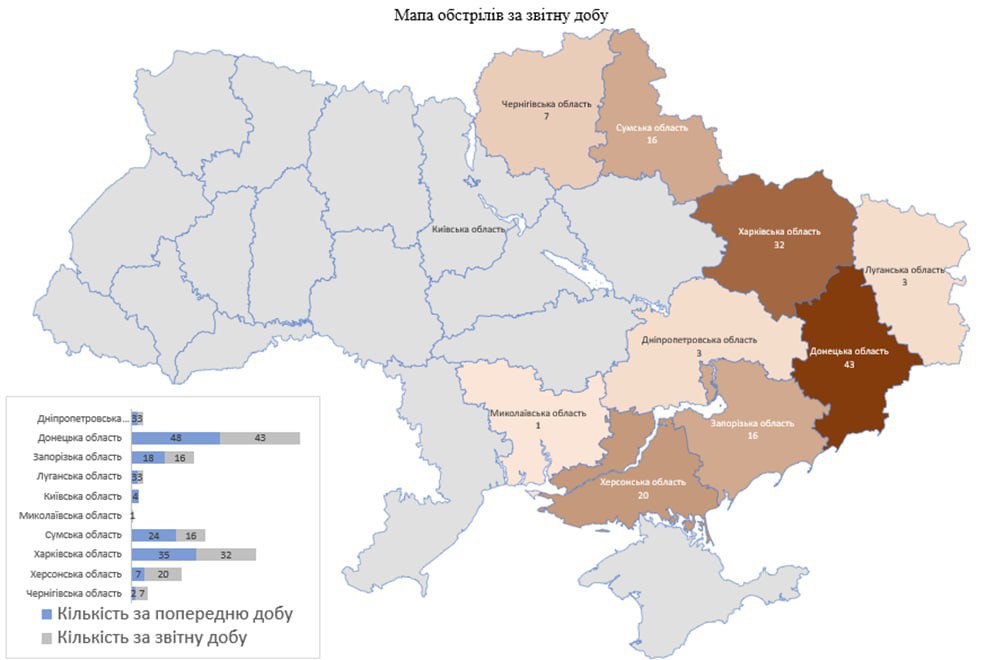 Мапа обстрілів за звітну добу
Чернігівська область
7
Сумська область
16
Київська область
Харківська область
32
Луганська область
3
Дніпропетровська область
3
Донецька область
43
Миколаївська область
1
Запорізька область
16
Херсонська область
20
Дніпропетровська... 3 3
Донецька область 48 43
Запорізька область 18 16
Луганська область 3 3
Київська область 4
Миколаївська область 1
Сумська область 24 16
Харківська область 35 32
Херсонська область 7 20
Чернігівська область 2 7
Кількість за попередню добу
Кількість за звітну добу